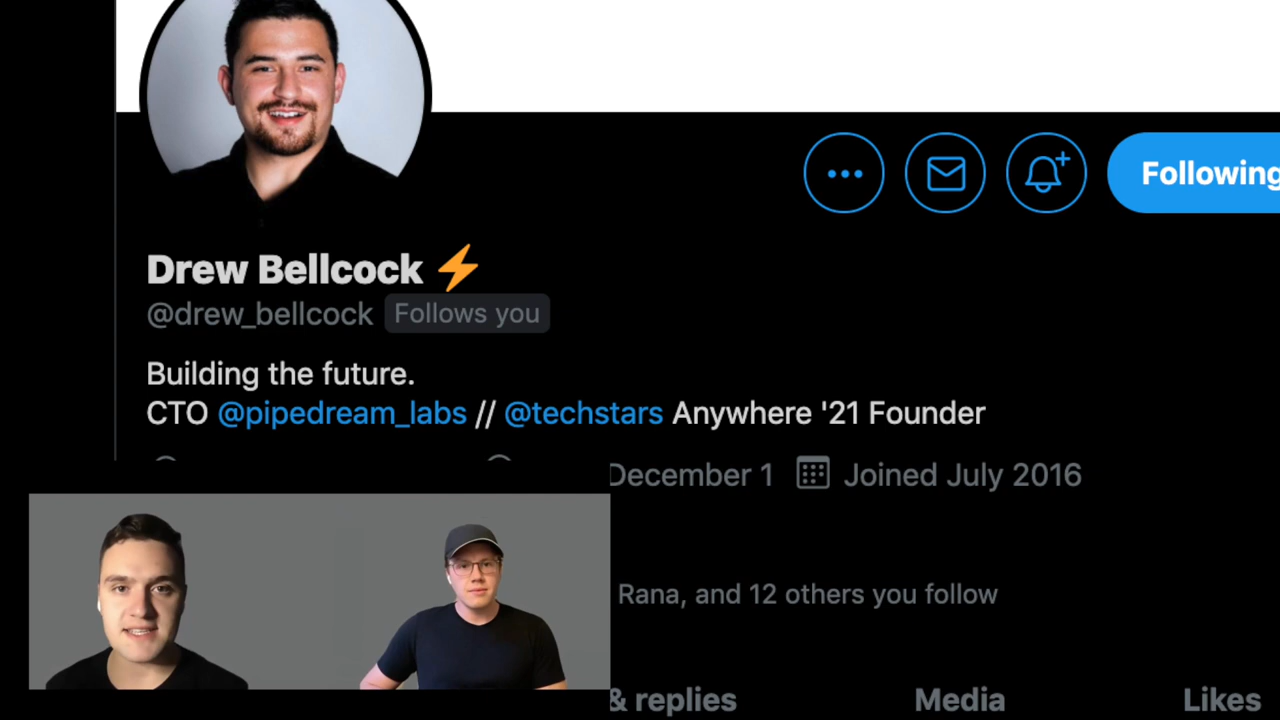 Following
Drew Bellcock ⚡
@drew_bellcock Follows you
Building the future.
CTO @pipedream_labs // @techstars Anywhere '21 Founder
December 1 Joined July 2016
Rana, and 12 others you follow
& replies Media Likes